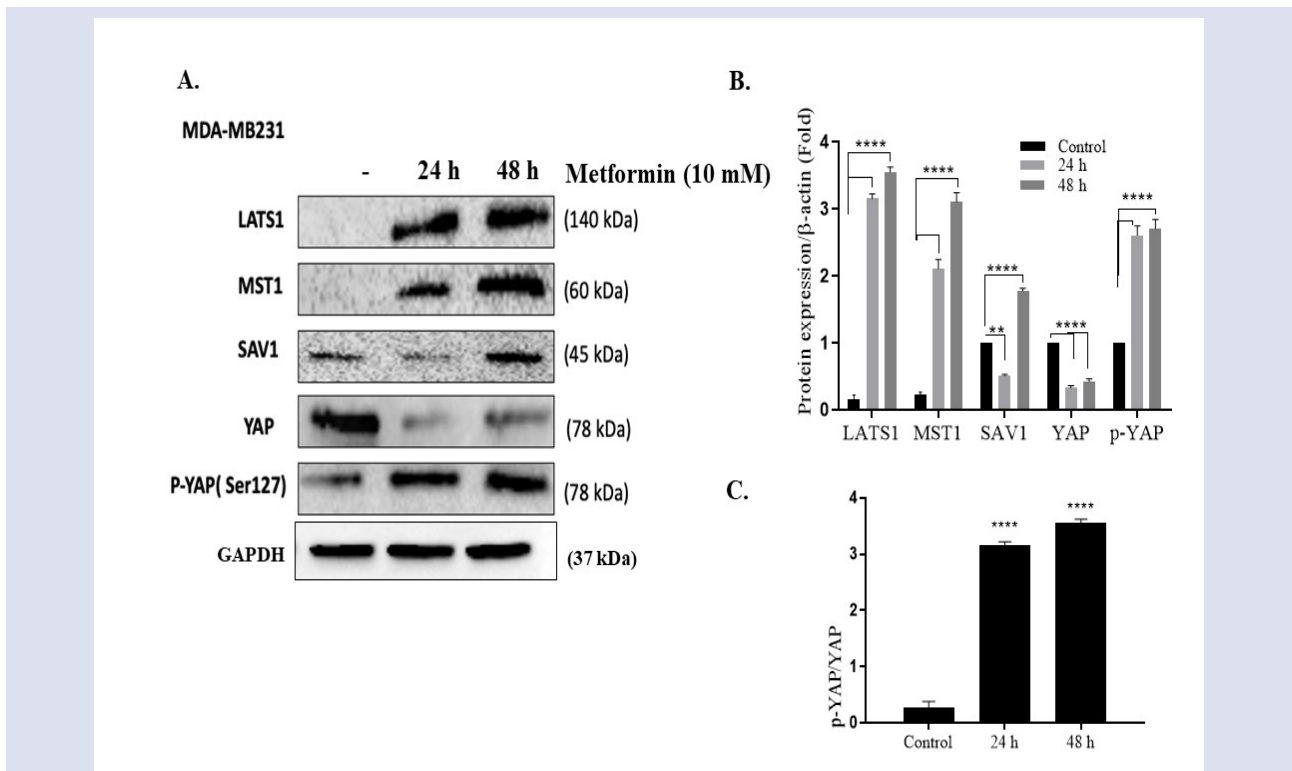 A.
MDA-MB231
- 24 h 48 h Metformin (10 mM)
LATS1 (140 kDa)
MST1 (60 kDa)
SAV1 (45 kDa)
YAP (78 kDa)
P-YAP( Ser127) (78 kDa)
GAPDH (37 kDa)
B.
Protein expression/β-actin (Fold)
4
3
2
1
0
Control
24 h
48 h
****
****
****
**
****
****
LATS1 MST1 SAV1 YAP p-YAP
C.
p-YAP/YAP
4
3
2
1
0
**** ****
Control 24 h 48 h